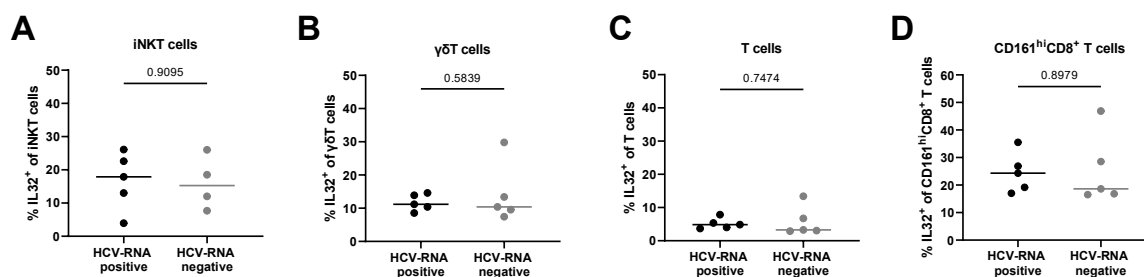 A
iNKT cells
0.9095
% IL32⁺ of iNKT cells
50
40
30
20
10
0
HCV-RNA positive
HCV-RNA negative
B
γδT cells
0.5839
% IL32⁺ of γδT cells
50
40
30
20
10
0
HCV-RNA positive
HCV-RNA negative
C
T cells
0.7474
% IL32⁺ of T cells
50
40
30
20
10
0
HCV-RNA positive
HCV-RNA negative
D
CD161ʰⁱCD8⁺ T cells
0.8979
% IL32⁺ of CD161ʰⁱCD8⁺ T cells
60
50
40
30
20
10
0
HCV-RNA positive
HCV-RNA negative